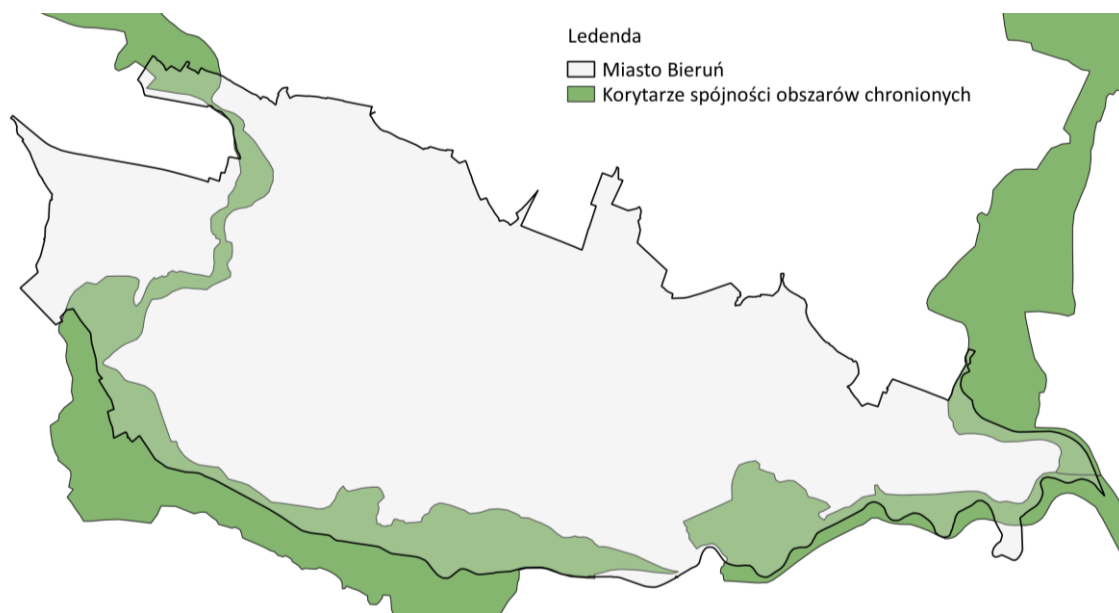 Ledenda
Miasto Bieruń
Korytarze spójności obszarów chronionych